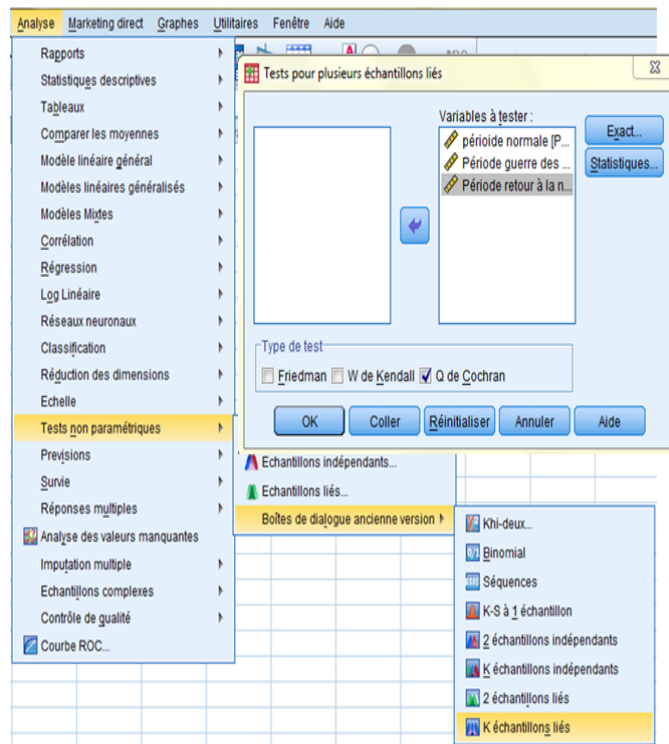 Analyse Marketing direct Graphes Utilitaires Fenêtre Aide
Rapports
Statistiques descriptives
Tableaux
Comparer les moyennes
Modèle linéaire général
Modèles linéaires généralisés
Modèles Mixtes
Corrélation
Régression
Log Linéaire
Réseaux neuronaux
Classification
Réduction des dimensions
Echelle
Tests non paramétriques
Prévisions
Survie
Réponses multiples
Analyse des valeurs manquantes
Imputation multiple
Echantillons complexes
Contrôle de qualité
Courbe ROC...
Tests pour plusieurs échantillons liés
Variables à tester :
périoide normale [P...
Période guerre des ...
Période retour à la n...
Exact...
Statistiques...
Type de test
Friedman W de Kendall Q de Cochran
OK Coller Réinitialiser Annuler Aide
Echantillons indépendants...
Echantillons liés...
Boîtes de dialogue ancienne version
Khi-deux...
Binomial
Séquences
K-S à 1 échantillon
2 échantillons indépendants
K échantillons indépendants
2 échantillons liés
K échantillons liés